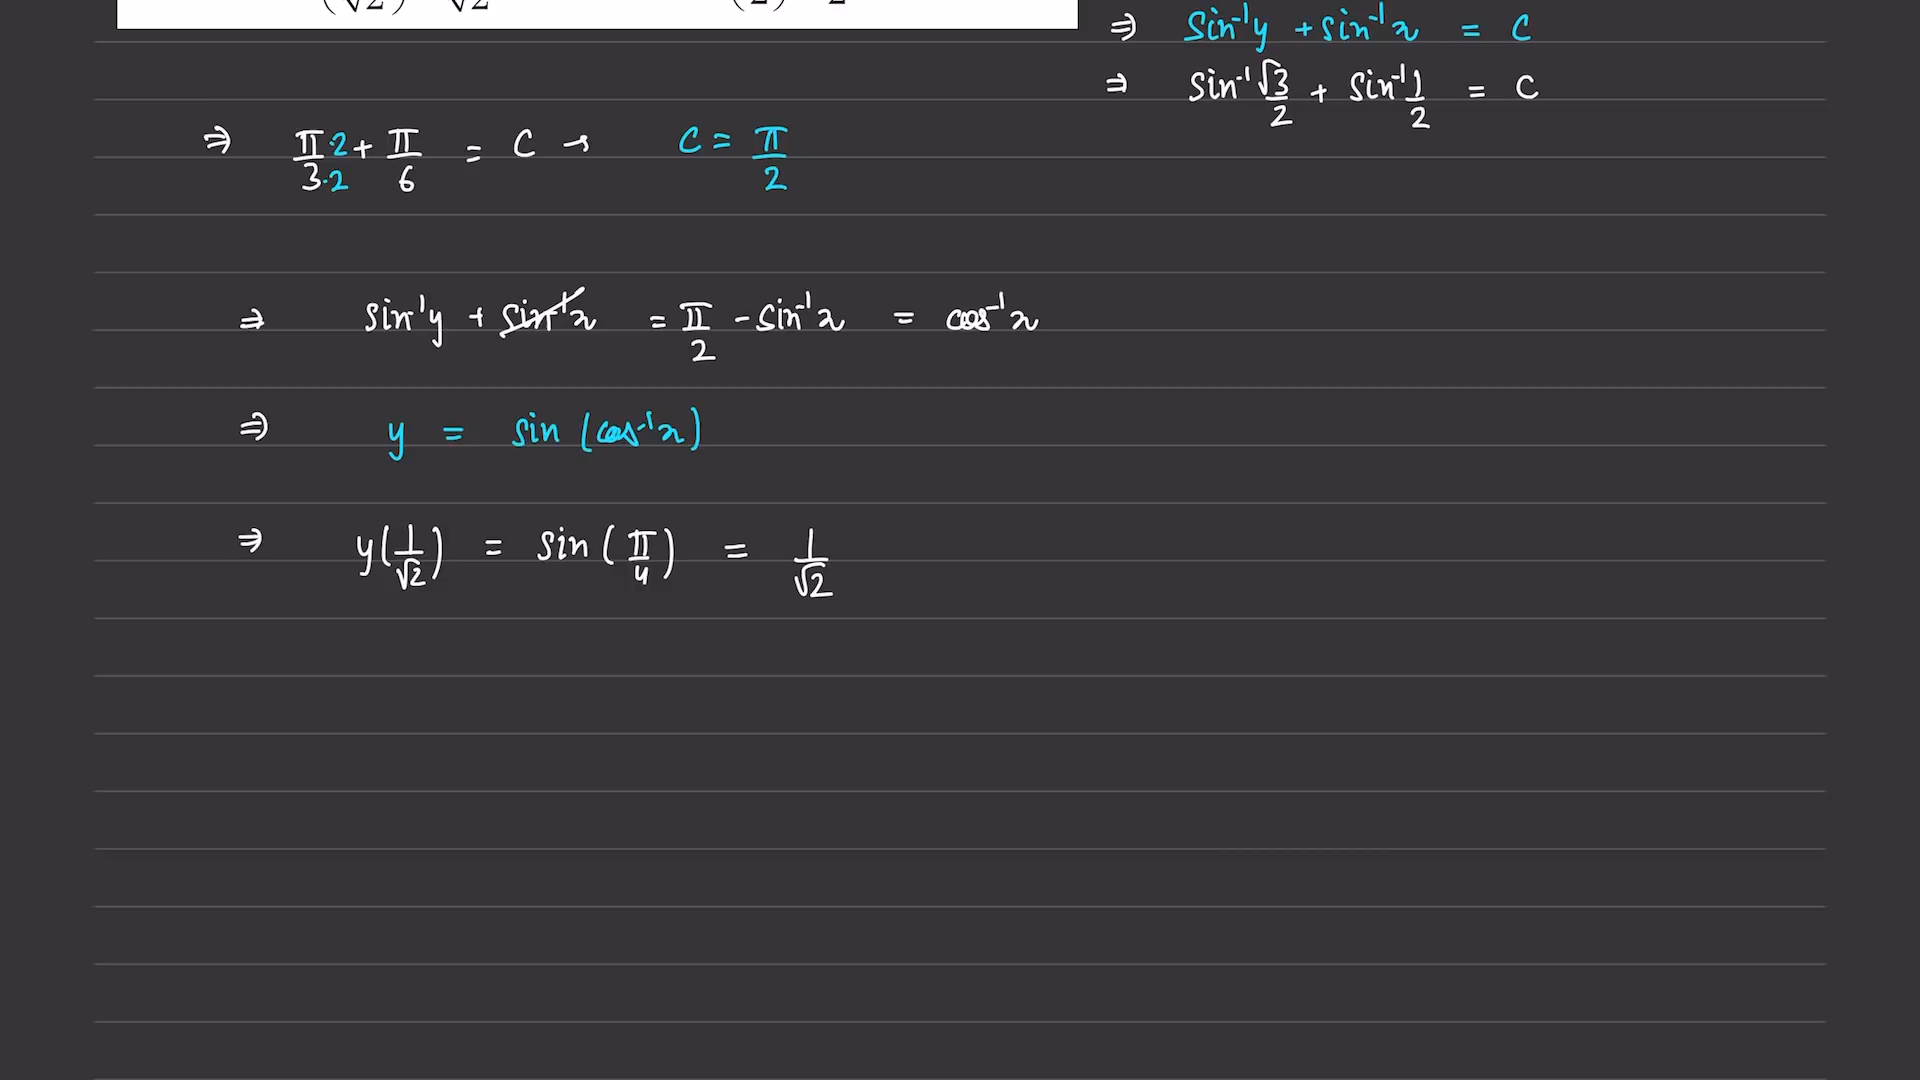 ⇒ sin⁻¹y + sin⁻¹x = C
⇒ sin⁻¹ √3/2 + sin⁻¹ 1/2 = C
⇒ π·2/3·2 + π/6 = C → C = π/2
⇒ sin⁻¹y + sin⁻¹x = π/2 - sin⁻¹x = cos⁻¹x
⇒ y = sin (cos⁻¹x)
⇒ y(1/√2) = sin (π/4) = 1/√2